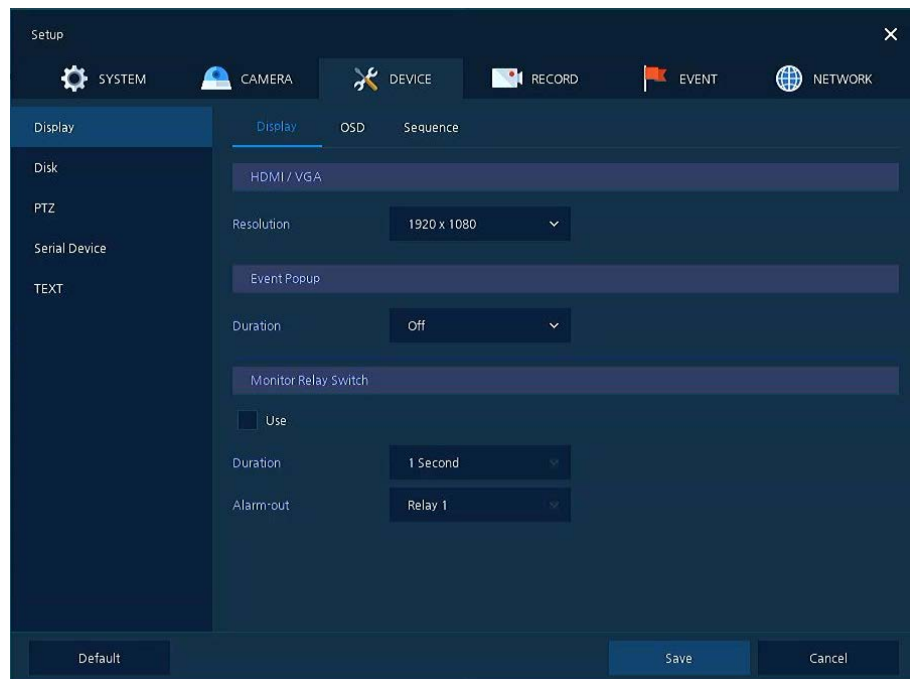 Setup
SYSTEM CAMERA DEVICE RECORD EVENT NETWORK
Display
Disk
PTZ
Serial Device
TEXT
Display OSD Sequence
HDMI / VGA
Resolution 1920 x 1080
Event Popup
Duration Off
Monitor Relay Switch
Use
Duration 1 Second
Alarm-out Relay 1
Default Save Cancel